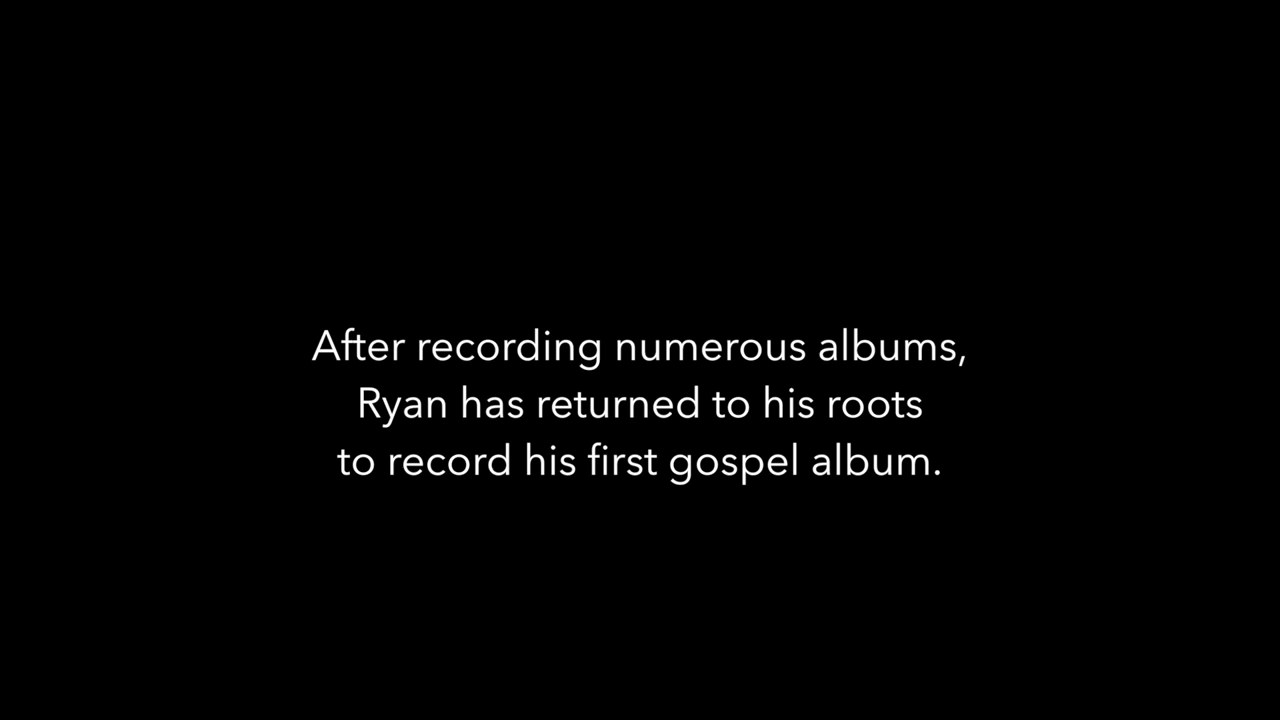 After recording numerous albums,
Ryan has returned to his roots
to record his first gospel album.